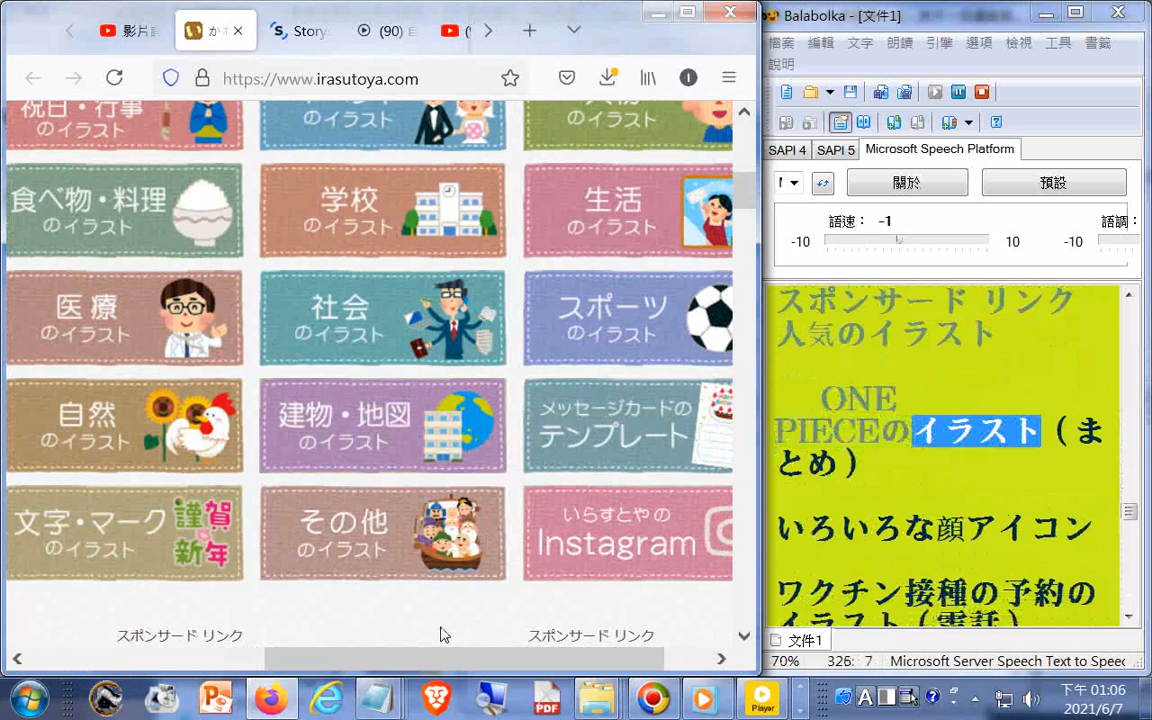 影片
か
Story
(90)
https://www.irasutoya.com
祝日・行事
のイラスト
のイラスト
のイラスト
食べ物・料理
のイラスト
学校
のイラスト
生活
のイラスト
医療
のイラスト
社会
のイラスト
スポーツ
のイラスト
自然
のイラスト
建物・地図
のイラスト
メッセージカードの
テンプレート
文字・マーク
のイラスト
謹賀
新年
その他
のイラスト
いらすとやの
Instagram
スポンサード リンク
スポンサード リンク
Balabolka - [文件1]
檔案 編輯 文字 朗讀 引擎 選項 檢視 工具 書籤
說明
SAPI 4 SAPI 5 Microsoft Speech Platform
關於 預設
語速： -1 語調：
-10 10 -10
スポンサード リンク
人気のイラスト
ONE
PIECEのイラスト（ま
とめ）
いろいろな顔アイコン
ワクチン接種の予約の
イラスト（電話）
文件1
70% 326: 7 Microsoft Server Speech Text to Speec
PDF
Player
下午 01:06
2021/6/7